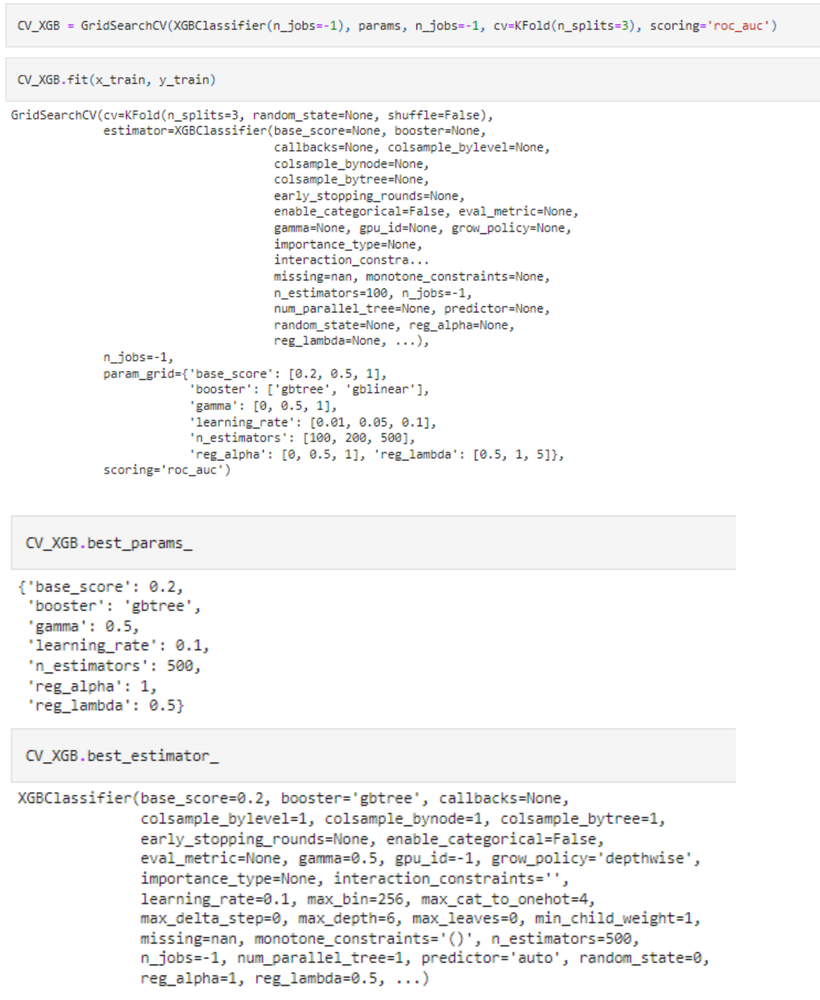 CV_XGB = GridSearchCV(XGBClassifier(n_jobs=-1), params, n_jobs=-1, cv=KFold(n_splits=3), scoring='roc_auc')
CV_XGB.fit(x_train, y_train)
GridSearchCV(cv=KFold(n_splits=3, random_state=None, shuffle=False),
estimator=XGBClassifier(base_score=None, booster=None,
callbacks=None, colsample_bylevel=None,
colsample_bynode=None,
colsample_bytree=None,
early_stopping_rounds=None,
enable_categorical=False, eval_metric=None,
gamma=None, gpu_id=None, grow_policy=None,
importance_type=None,
interaction_constra...
missing=nan, monotone_constraints=None,
n_estimators=100, n_jobs=-1,
num_parallel_tree=None, predictor=None,
random_state=None, reg_alpha=None,
reg_lambda=None, ...),
n_jobs=-1,
param_grid={'base_score': [0.2, 0.5, 1],
'booster': ['gbtree', 'gblinear'],
'gamma': [0, 0.5, 1],
'learning_rate': [0.01, 0.05, 0.1],
'n_estimators': [100, 200, 500],
'reg_alpha': [0, 0.5, 1], 'reg_lambda': [0.5, 1, 5]},
scoring='roc_auc')
CV_XGB.best_params_
{'base_score': 0.2,
'booster': 'gbtree',
'gamma': 0.5,
'learning_rate': 0.1,
'n_estimators': 500,
'reg_alpha': 1,
'reg_lambda': 0.5}
CV_XGB.best_estimator_
XGBClassifier(base_score=0.2, booster='gbtree', callbacks=None,
colsample_bylevel=1, colsample_bynode=1, colsample_bytree=1,
early_stopping_rounds=None, enable_categorical=False,
eval_metric=None, gamma=0.5, gpu_id=-1, grow_policy='depthwise',
importance_type=None, interaction_constraints='',
learning_rate=0.1, max_bin=256, max_cat_to_onehot=4,
max_delta_step=0, max_depth=6, max_leaves=0, min_child_weight=1,
missing=nan, monotone_constraints='()', n_estimators=500,
n_jobs=-1, num_parallel_tree=1, predictor='auto', random_state=0,
reg_alpha=1, reg_lambda=0.5, ...)